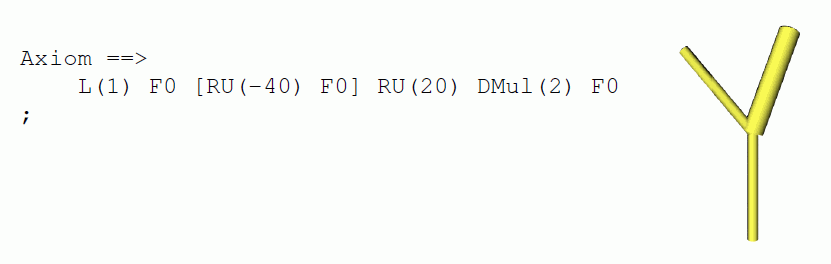 Axiom ==>
L(1) F0 [RU(-40) F0] RU(20) DMul(2) F0
;